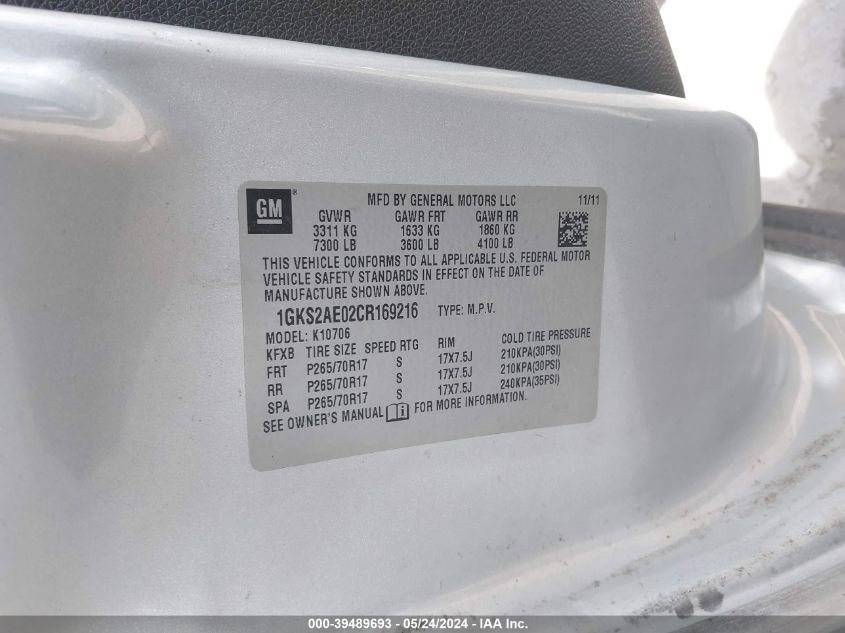 GM ®
MFD BY GENERAL MOTORS LLC 11/11
GVWR GAWR FRT GAWR RR
3311 KG 1633 KG 1860 KG
7300 LB 3600 LB 4100 LB
THIS VEHICLE CONFORMS TO ALL APPLICABLE U.S. FEDERAL MOTOR
VEHICLE SAFETY STANDARDS IN EFFECT ON THE DATE OF
MANUFACTURE SHOWN ABOVE.
1GKS2AE02CR169216 TYPE: M.P.V.
MODEL: K10706
KFXB TIRE SIZE SPEED RTG RIM COLD TIRE PRESSURE
FRT P265/70R17 S 17X7.5J 210KPA(30PSI)
RR P265/70R17 S 17X7.5J 210KPA(30PSI)
SPA P265/70R17 S 17X7.5J 240KPA(35PSI)
SEE OWNER'S MANUAL i FOR MORE INFORMATION.
000-39489693 - 05/24/2024 - IAA Inc.